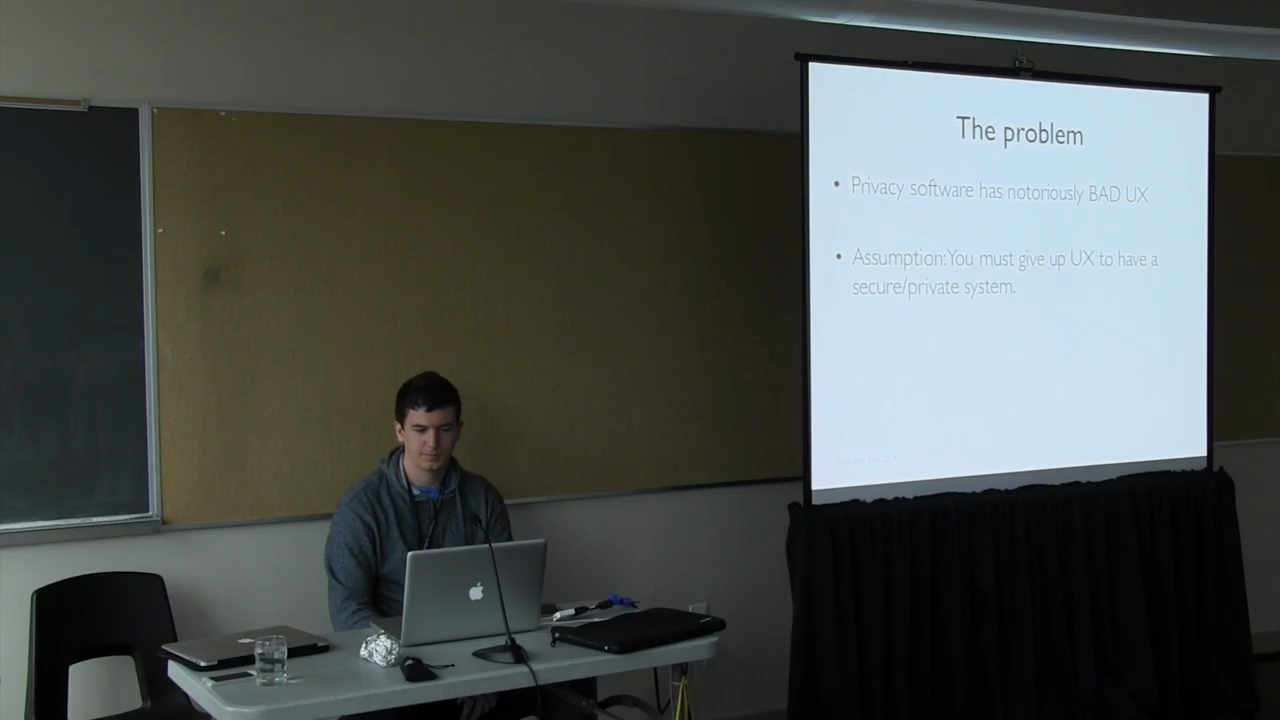 The problem
• Privacy software has notoriously BAD UX
• Assumption: You must give up UX to have a
secure/private system.